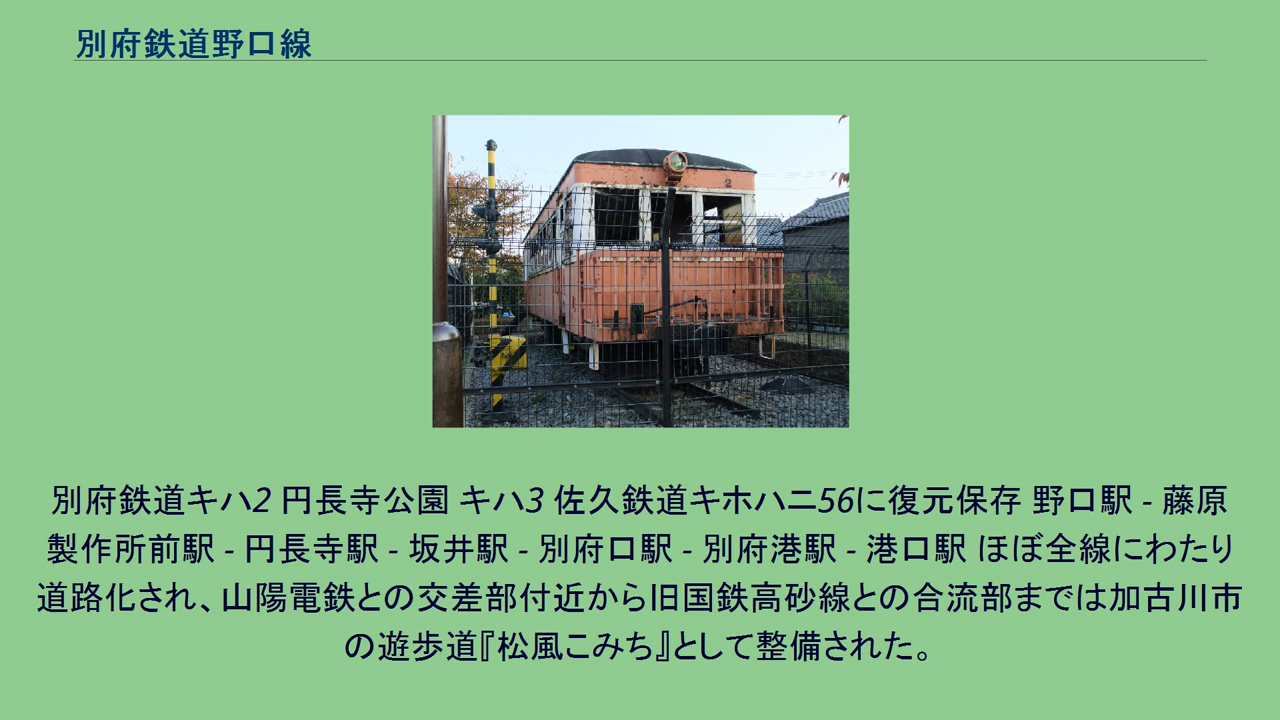 別府鉄道野口線
2
別府鉄道キハ2 円長寺公園 キハ3 佐久鉄道キホハニ56に復元保存 野口駅 - 藤原
製作所前駅 - 円長寺駅 - 坂井駅 - 別府口駅 - 別府港駅 - 港口駅 ほぼ全線にわたり
道路化され、山陽電鉄との交差部付近から旧国鉄高砂線との合流部までは加古川市
の遊歩道『松風こみち』として整備された。